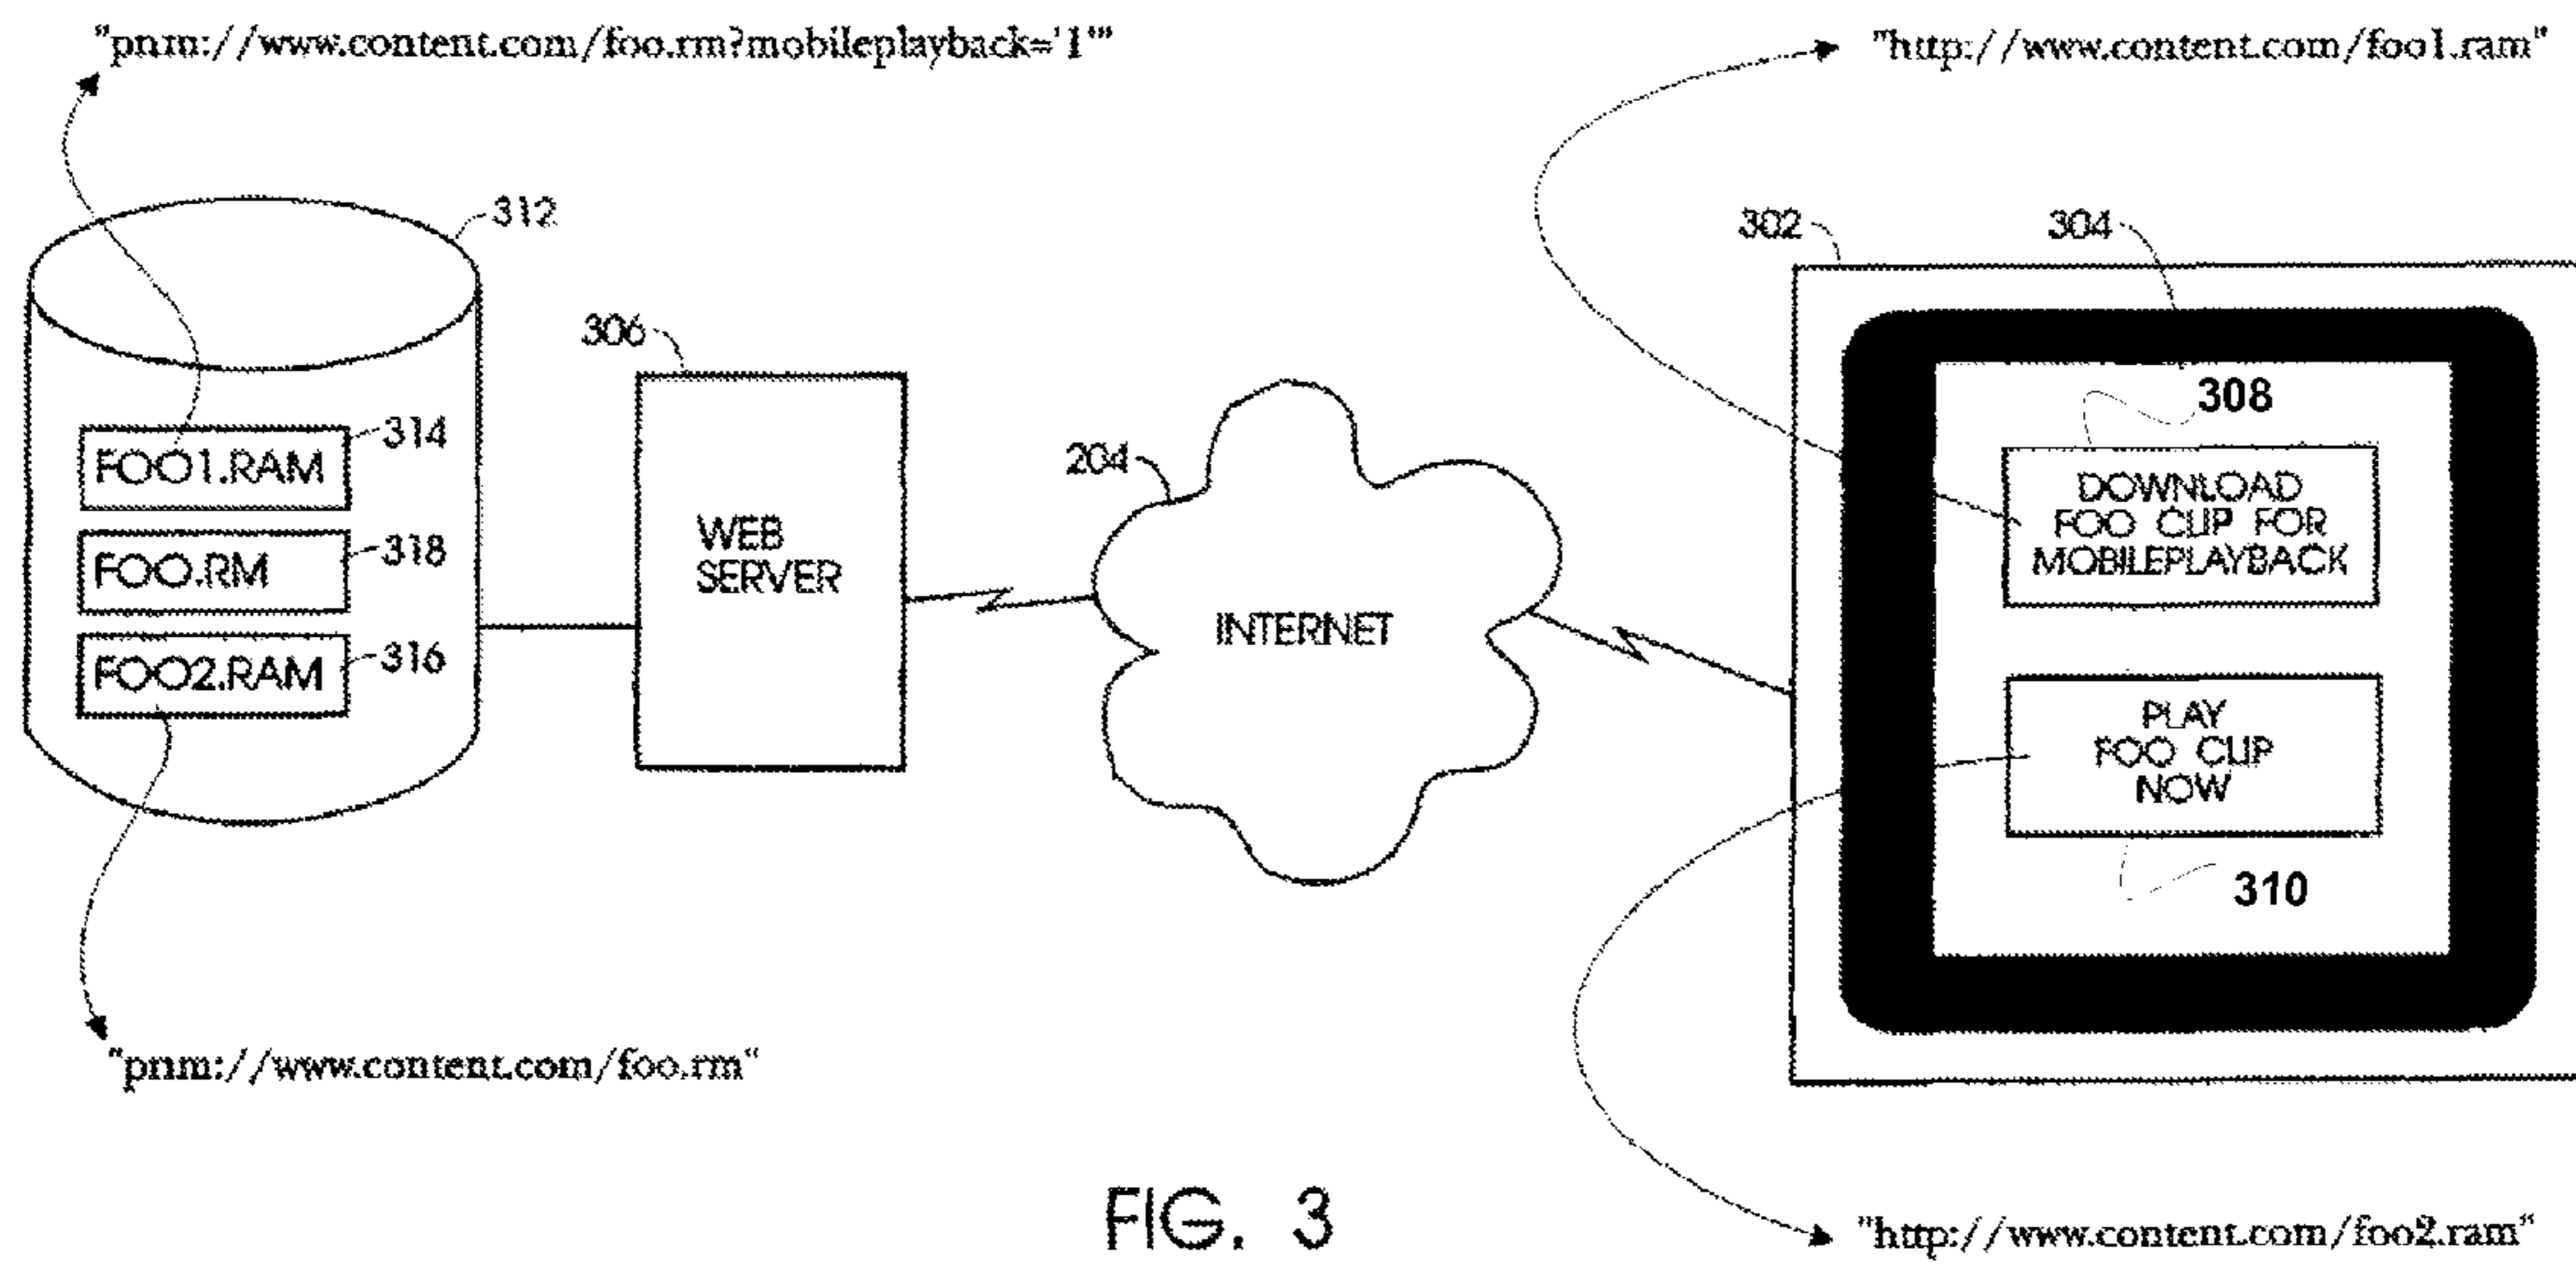 "pnm://www.content.com/foo.rm?mobileplayback='1'"
"http://www.content.com/foo1.ram"
312
302
304
306
308
314
FOO1.RAM
204
DOWNLOAD
FOO CLIP FOR
MOBILEPLAYBACK
318
FOO.RM
WEB
SERVER
INTERNET
316
FOO2.RAM
PLAY
FOO CLIP
NOW
310
"pnm://www.content.com/foo.rm"
FIG. 3
"http://www.content.com/foo2.ram"